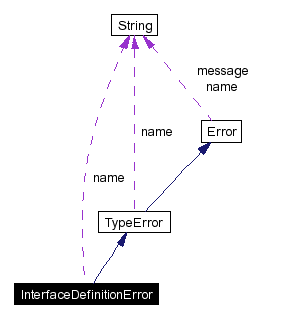 String
message
name
Error
name
name
TypeError
InterfaceDefinitionError